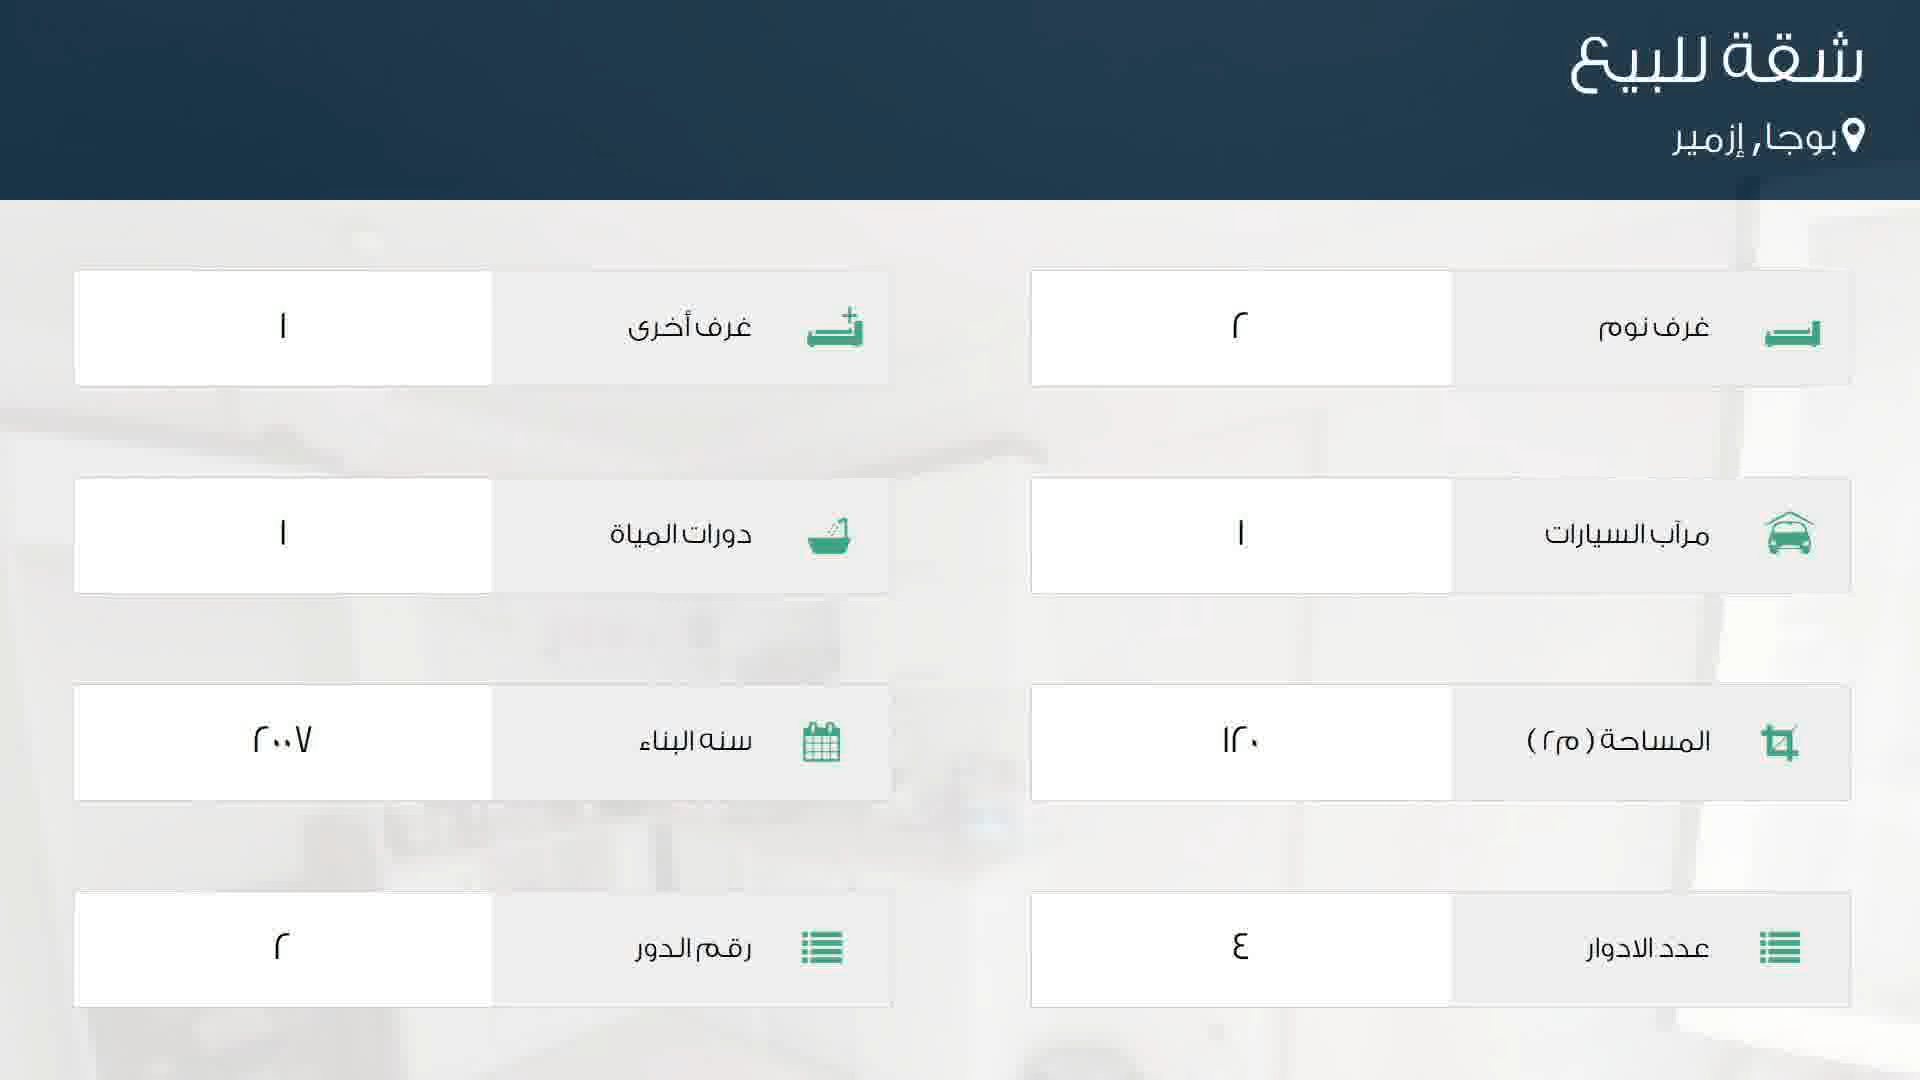 شقة للبيع
بوجا, إزمير
غرف نوم ٢
غرف أخرى ١
مرآب السيارات ١
دورات المياة ١
المساحة ( م٢ ) ١٢٠
سنه البناء ٢٠٠٧
عدد الادوار ٤
رقم الدور ٢